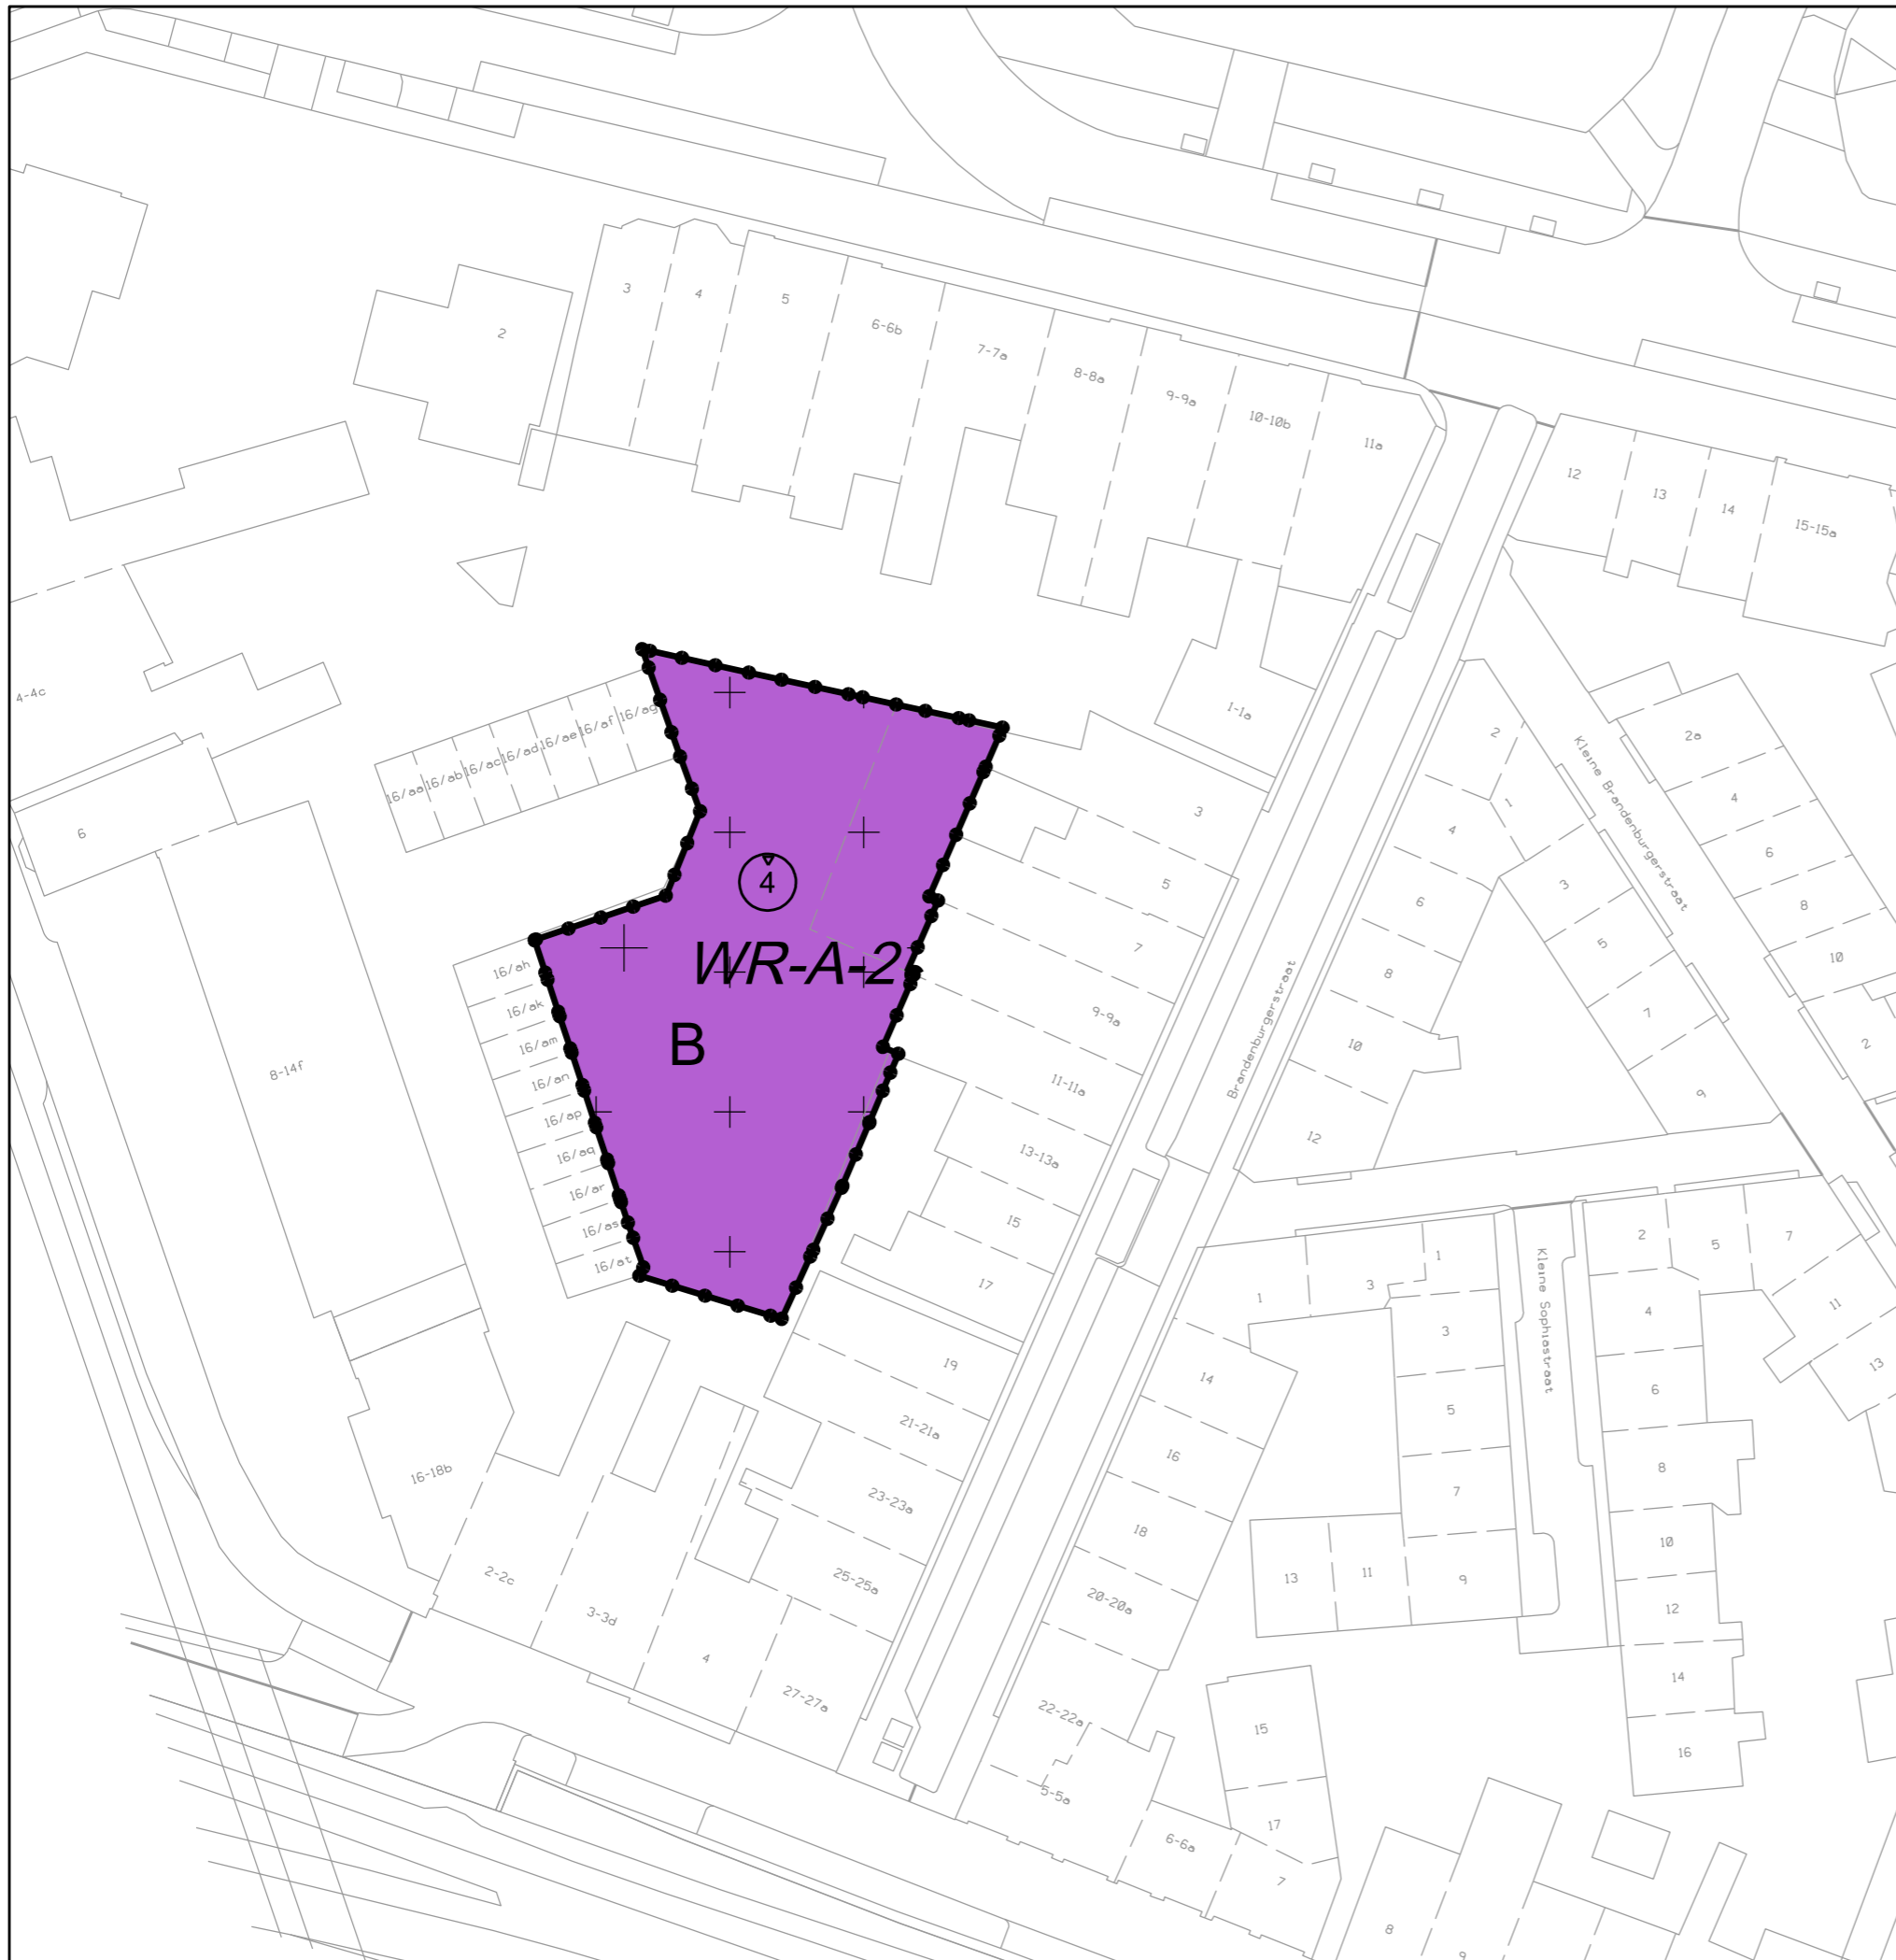 3
4
5
6-6b
7-7a
8-8a
9-9a
10-10b
11a
2
12
13
14
15-15a
4-4c
6
16/aa
16/ab
16/ac
16/ad
16/ae
16/af
16/ag
1-1a
2
2a
Kleine Brandenburgerstraat
1
4
4
3
6
6
3
5
8
5
7
10
8
7
2
9-9a
10
9
11-11a
12
13-13a
15
17
Brandenburgerstraat
4
WR-A-2
B
16/ah
16/ak
16/am
16/an
16/ap
16/aq
16/ar
16/as
16/at
8-14f
19
21-21a
23-23a
25-25a
27-27a
16-18b
2-2c
3-3d
4
1
3
1
3
5
7
9
11
13
Kleine Sophiastraat
2
5
7
4
11
6
13
8
10
12
14
16
14
16
18
20-20a
22-22a
5-5a
6-6a
7
15
17
8
9